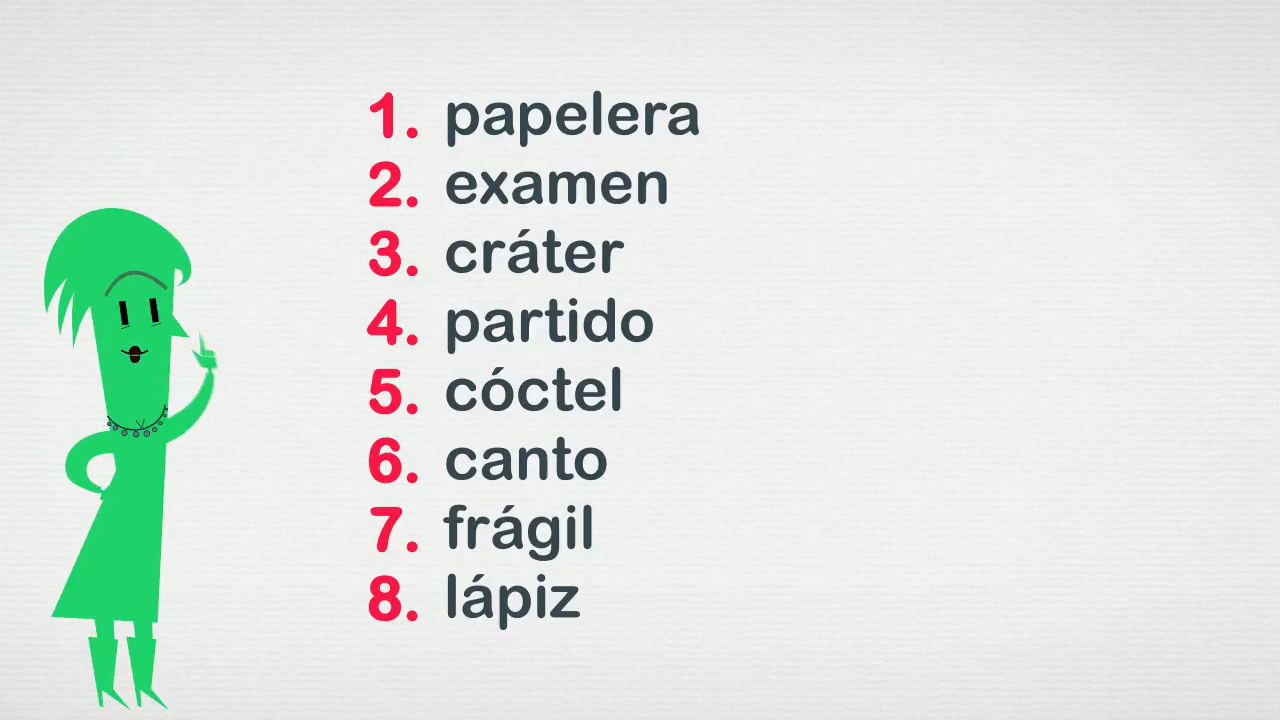 1. papelera
2. examen
3. cráter
4. partido
5. cóctel
6. canto
7. frágil
8. lápiz